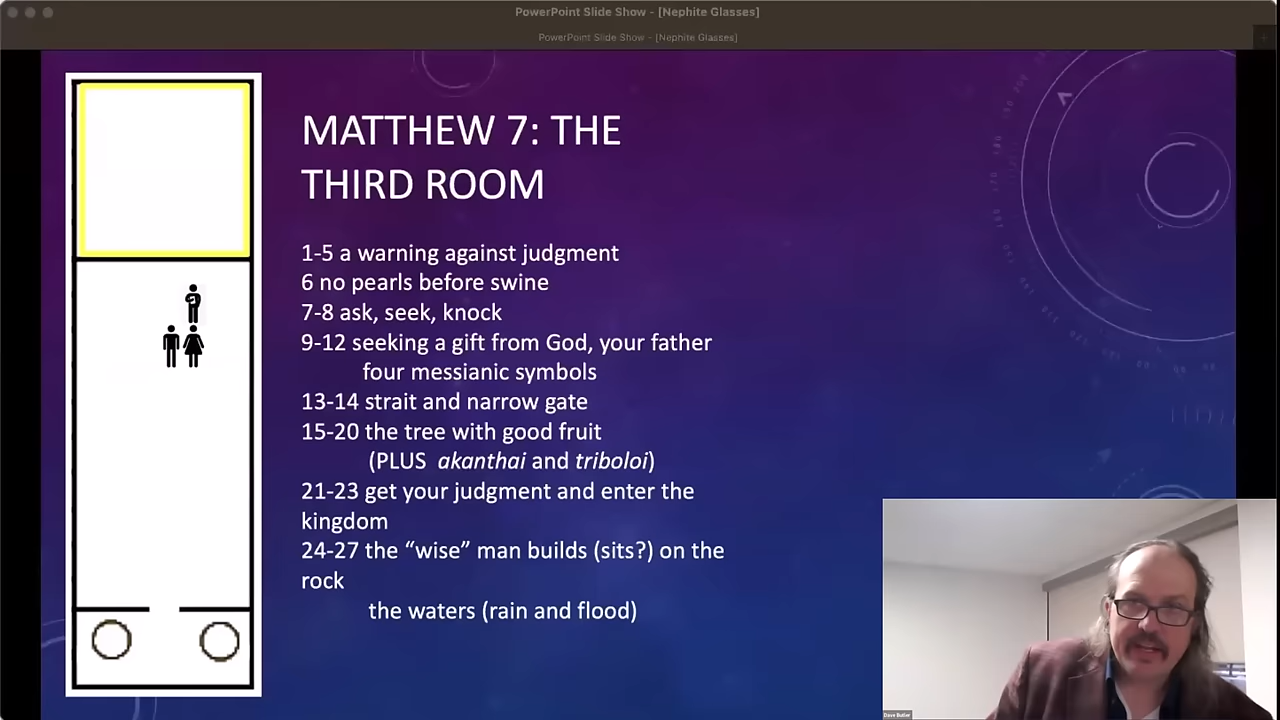 PowerPoint Slide Show - [Nephite Glasses]
PowerPoint Slide Show - [Nephite Glasses]
MATTHEW 7: THE
THIRD ROOM
1-5 a warning against judgment
6 no pearls before swine
7-8 ask, seek, knock
9-12 seeking a gift from God, your father
four messianic symbols
13-14 strait and narrow gate
15-20 the tree with good fruit
(PLUS akanthai and triboloi)
21-23 get your judgment and enter the
kingdom
24-27 the “wise” man builds (sits?) on the
rock
the waters (rain and flood)
Dave Butler